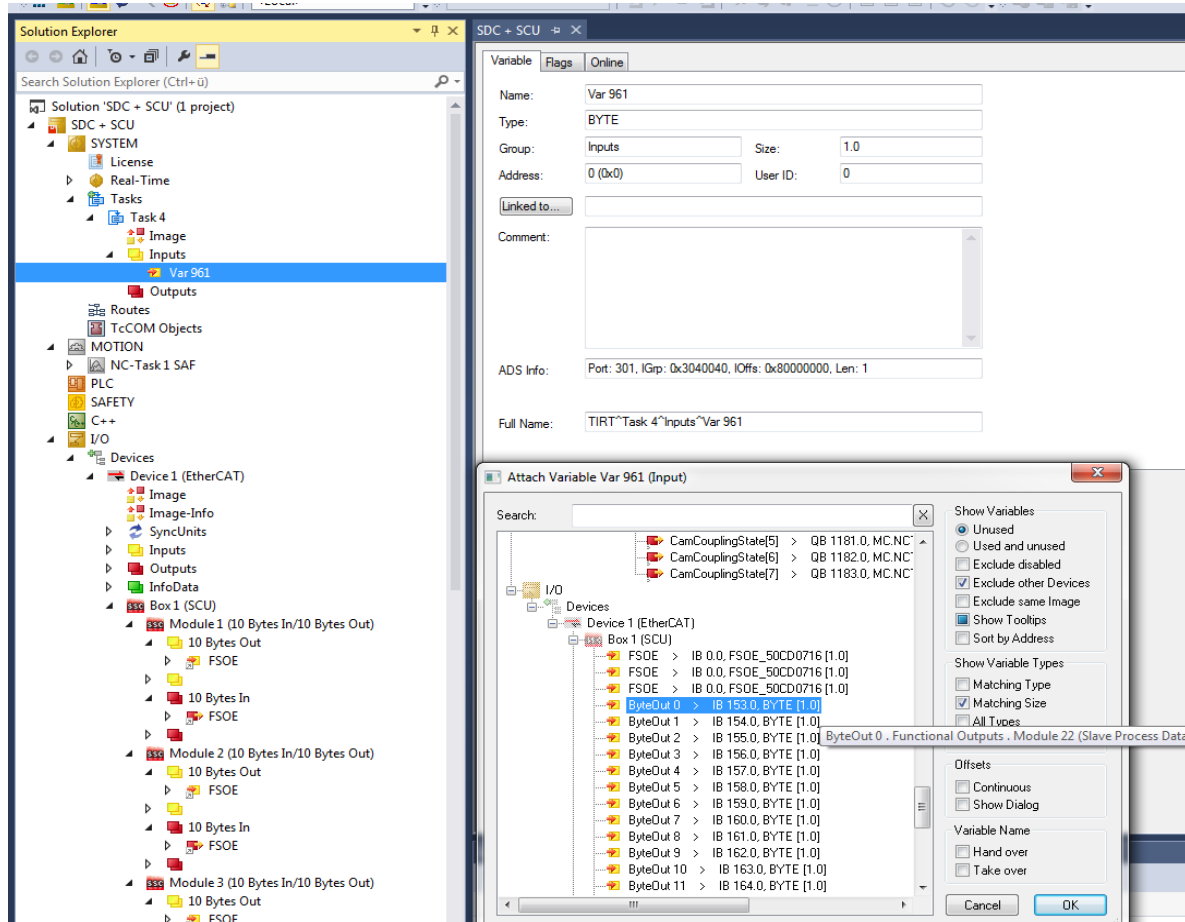 Solution Explorer
Search Solution Explorer (Ctrl+ü)
Solution 'SDC + SCU' (1 project)
SDC + SCU
SYSTEM
License
Real-Time
Tasks
Task 4
Image
Inputs
Var 961
Outputs
Routes
TcCOM Objects
MOTION
NC-Task 1 SAF
PLC
SAFETY
C++
I/O
Devices
Device 1 (EtherCAT)
Image
Image-Info
SyncUnits
Inputs
Outputs
InfoData
Box 1 (SCU)
Module 1 (10 Bytes In/10 Bytes Out)
10 Bytes Out
FSOE
10 Bytes In
FSOE
Module 2 (10 Bytes In/10 Bytes Out)
10 Bytes Out
FSOE
10 Bytes In
FSOE
Module 3 (10 Bytes In/10 Bytes Out)
10 Bytes Out
FSOE
SDC + SCU
Variable Flags Online
Name: Var 961
Type: BYTE
Group: Inputs Size: 1.0
Address: 0 (0x0) User ID: 0
Linked to...
Comment:
ADS Info: Port: 301, IGrp: 0x3040040, IOffs: 0x80000000, Len: 1
Full Name: TIRT^Task 4^Inputs^Var 961
Attach Variable Var 961 (Input)
Search:
CamCouplingState[5] > QB 1181.0, MC.NCT
CamCouplingState[6] > QB 1182.0, MC.NCT
CamCouplingState[7] > QB 1183.0, MC.NCT
I/O
Devices
Device 1 (EtherCAT)
Box 1 (SCU)
FSOE > IB 0.0, FSOE_50CD0716 [1.0]
FSOE > IB 0.0, FSOE_50CD0716 [1.0]
FSOE > IB 0.0, FSOE_50CD0716 [1.0]
ByteOut 0 > IB 153.0, BYTE [1.0]
ByteOut 1 > IB 154.0, BYTE [1.0]
ByteOut 2 > IB 155.0, BYTE [1.0]
ByteOut 3 > IB 156.0, BYTE [1.0]
ByteOut 4 > IB 157.0, BYTE [1.0]
ByteOut 5 > IB 158.0, BYTE [1.0]
ByteOut 6 > IB 159.0, BYTE [1.0]
ByteOut 7 > IB 160.0, BYTE [1.0]
ByteOut 8 > IB 161.0, BYTE [1.0]
ByteOut 9 > IB 162.0, BYTE [1.0]
ByteOut 10 > IB 163.0, BYTE [1.0]
ByteOut 11 > IB 164.0, BYTE [1.0]
Show Variables
Unused
Used and unused
Exclude disabled
Exclude other Devices
Exclude same Image
Show Tooltips
Sort by Address
Show Variable Types
Matching Type
Matching Size
All Types
ByteOut 0 . Functional Outputs . Module 22 (Slave Process Data
Offsets
Continuous
Show Dialog
Variable Name
Hand over
Take over
Cancel OK